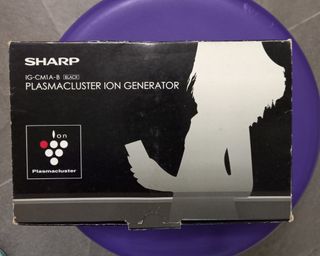 SHARP
IG-CM1A-B BLACK
PLASMACLUSTER ION GENERATOR
Ion
Plasmacluster